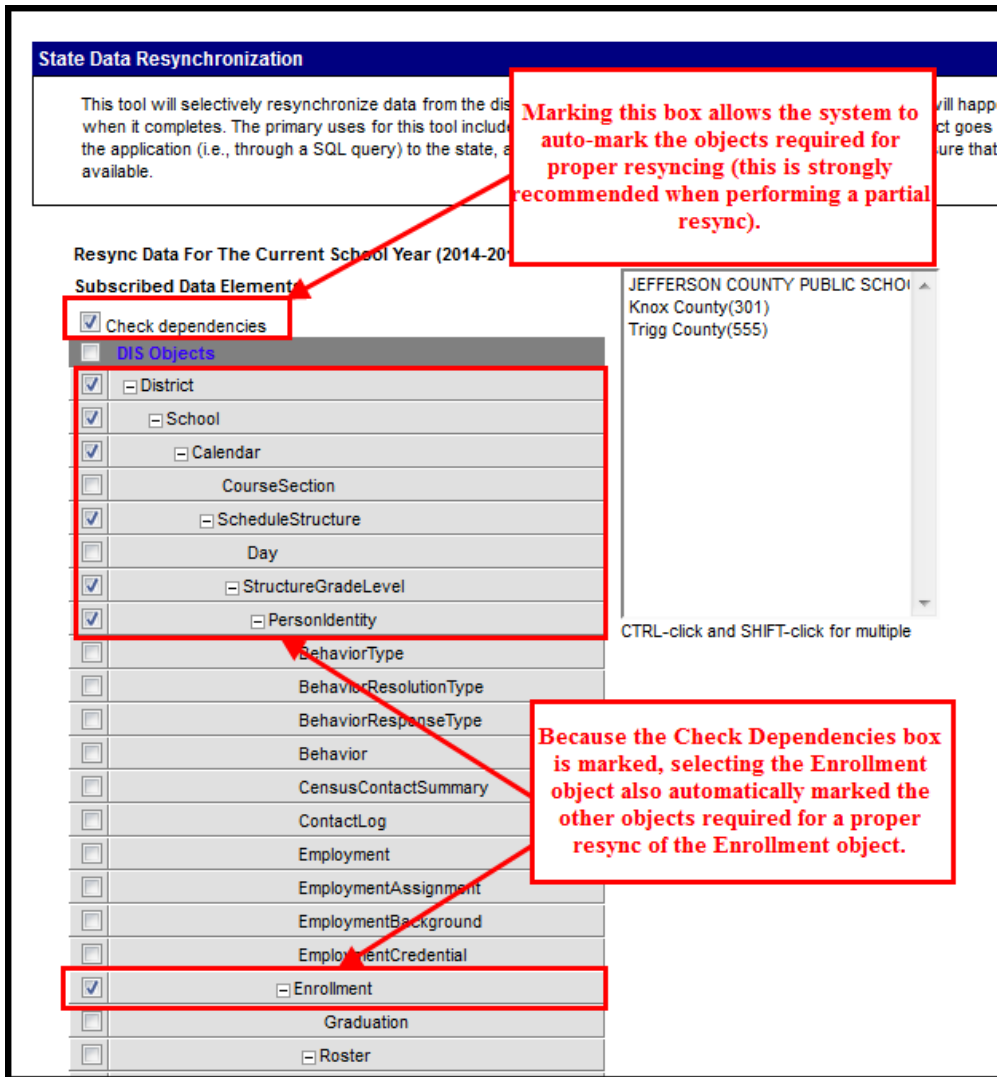 State Data Resynchronization
This tool will selectively resynchronize data from the dis
when it completes. The primary uses for this tool include
the application (i.e., through a SQL query) to the state, a
available.
will happ
ct goes
sure that
Marking this box allows the system to
auto-mark the objects required for
proper resyncing (this is strongly
recommended when performing a partial
resync).
Resync Data For The Current School Year (2014-20
Subscribed Data Elements
Check dependencies
DIS Objects
District
School
Calendar
CourseSection
ScheduleStructure
Day
StructureGradeLevel
PersonIdentity
BehaviorType
BehaviorResolutionType
BehaviorResponseType
Behavior
CensusContactSummary
ContactLog
Employment
EmploymentAssignment
EmploymentBackground
EmploymentCredential
Enrollment
Graduation
Roster
JEFFERSON COUNTY PUBLIC SCHO
Knox County(301)
Trigg County(555)
CTRL-click and SHIFT-click for multiple
Because the Check Dependencies box
is marked, selecting the Enrollment
object also automatically marked the
other objects required for a proper
resync of the Enrollment object.